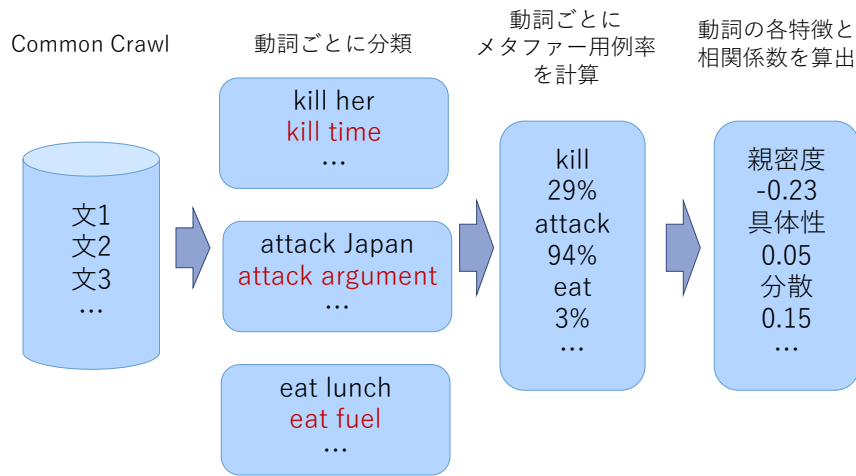 Common Crawl
文1
文2
文3
…
動詞ごとに分類
kill her
kill time
…
attack Japan
attack argument
…
eat lunch
eat fuel
…
動詞ごとに
メタファー用例率
を計算
kill
29%
attack
94%
eat
3%
…
動詞の各特徴と
相関係数を算出
親密度
-0.23
具体性
0.05
分散
0.15
…